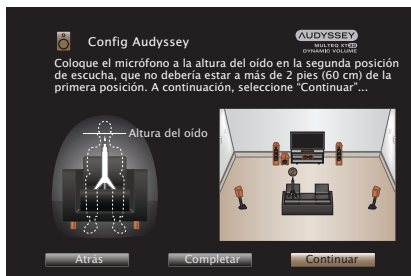 Config Audyssey
AUDYSSEY
MULTEQ XT32
DYNAMIC VOLUME
Coloque el micrófono a la altura del oído en la segunda posición
de escucha, que no debería estar a más de 2 pies (60 cm) de la
primera posición. A continuación, seleccione “Continuar”...
Altura del oído
Atrás
Completar
Continuar